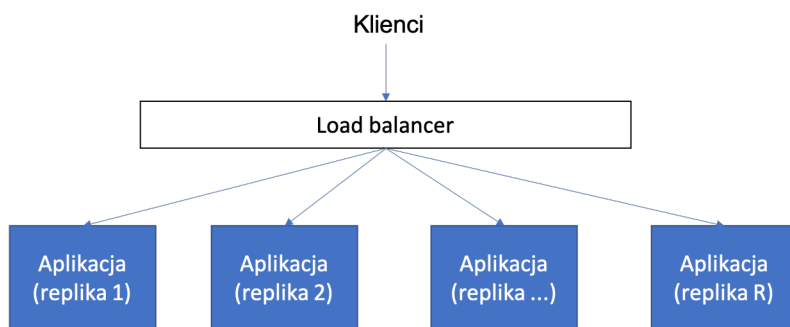 Klienci
Load balancer
Aplikacja
(replika 1)
Aplikacja
(replika 2)
Aplikacja
(replika ...)
Aplikacja
(replika R)